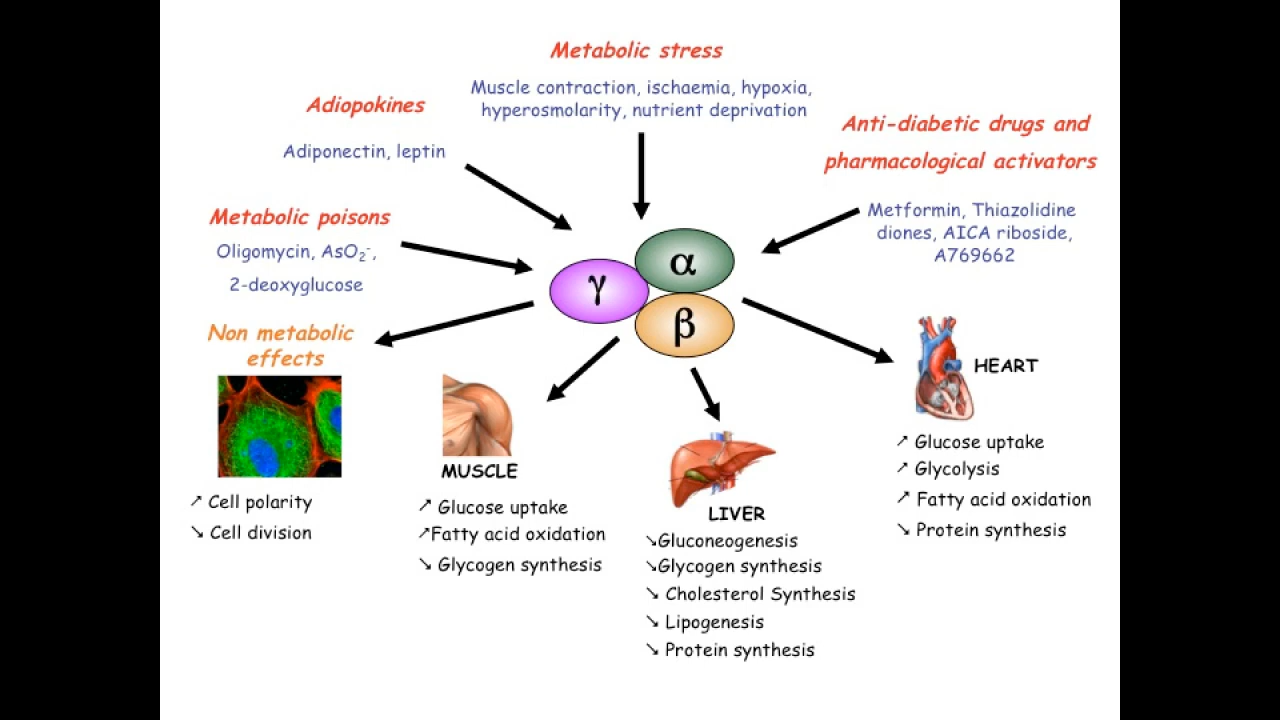 Metabolic stress
Muscle contraction, ischaemia, hypoxia,
hyperosmolarity, nutrient deprivation
Adiopokines
Adiponectin, leptin
Anti-diabetic drugs and
pharmacological activators
Metformin, Thiazolidine
diones, AICA riboside,
A769662
Metabolic poisons
Oligomycin, AsO₂⁻,
2-deoxyglucose
α
γ
β
Non metabolic
effects
↗ Cell polarity
↘ Cell division
MUSCLE
↗ Glucose uptake
↗Fatty acid oxidation
↘ Glycogen synthesis
LIVER
↘Gluconeogenesis
↘Glycogen synthesis
↘ Cholesterol Synthesis
↘ Lipogenesis
↘ Protein synthesis
HEART
↗ Glucose uptake
↗ Glycolysis
↗ Fatty acid oxidation
↘ Protein synthesis